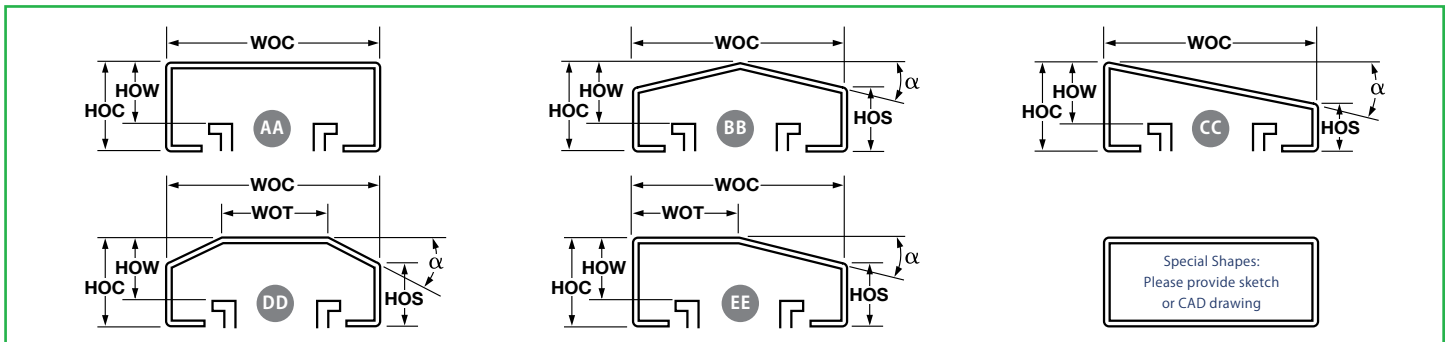 WOC
HOW
HOC
AA
WOC
HOW
HOC
α
HOS
BB
WOC
HOW
HOC
α
HOS
CC
WOC
WOT
HOW
HOC
α
HOS
DD
WOC
WOT
HOW
HOC
α
HOS
EE
Special Shapes:
Please provide sketch
or CAD drawing